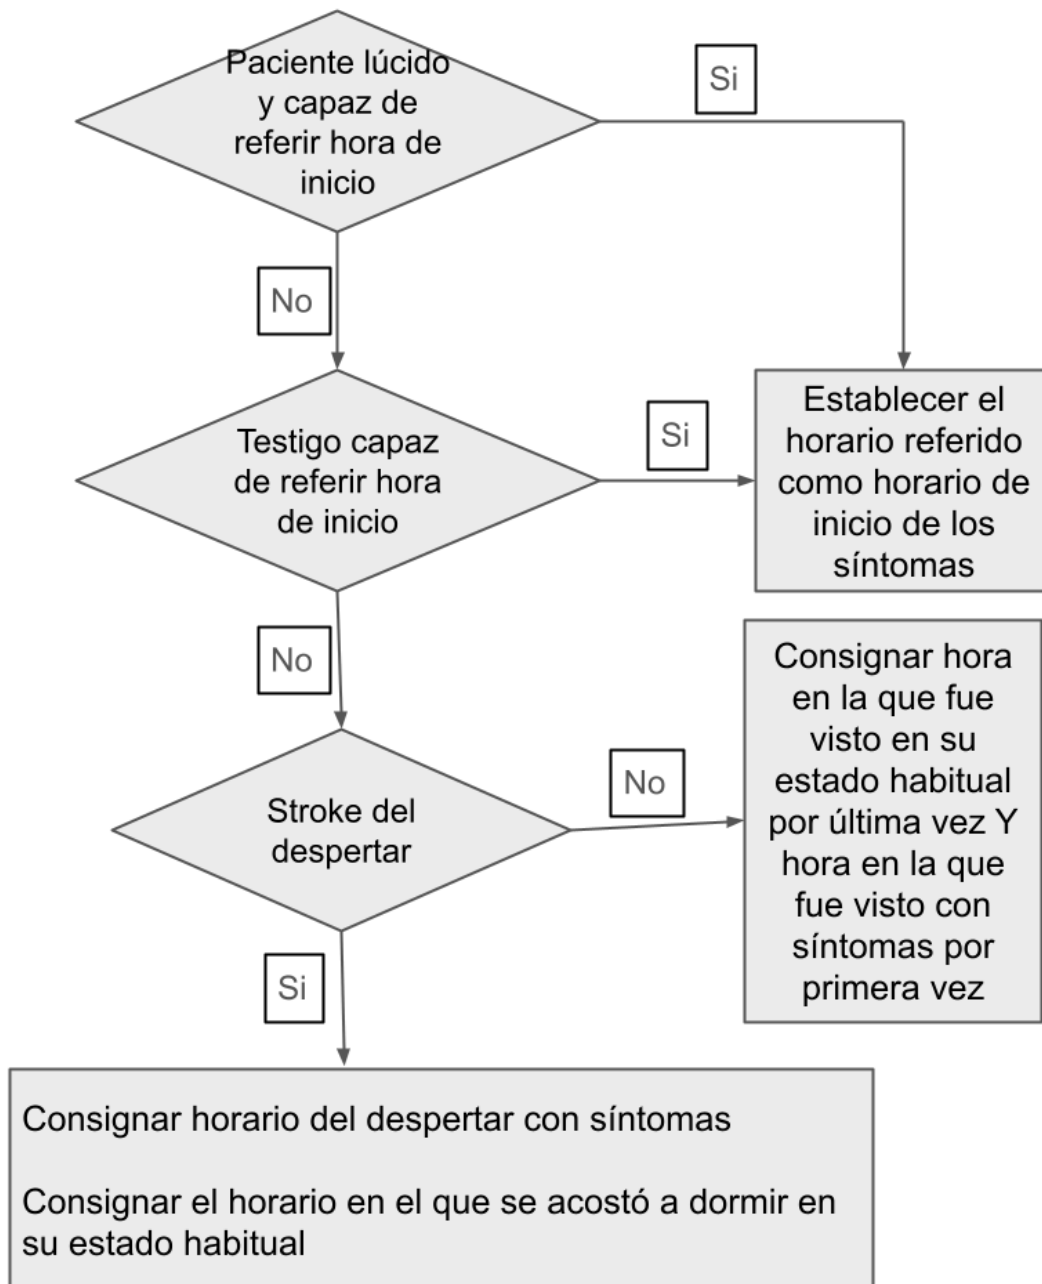 Paciente lúcido
y capaz de
referir hora de
inicio
Si
No
Testigo capaz
de referir hora
de inicio
Si
Establecer el
horario referido
como horario de
inicio de los
síntomas
No
Stroke del
despertar
No
Consignar hora
en la que fue
visto en su
estado habitual
por última vez Y
hora en la que
fue visto con
síntomas por
primera vez
Si
Consignar horario del despertar con síntomas
Consignar el horario en el que se acostó a dormir en
su estado habitual